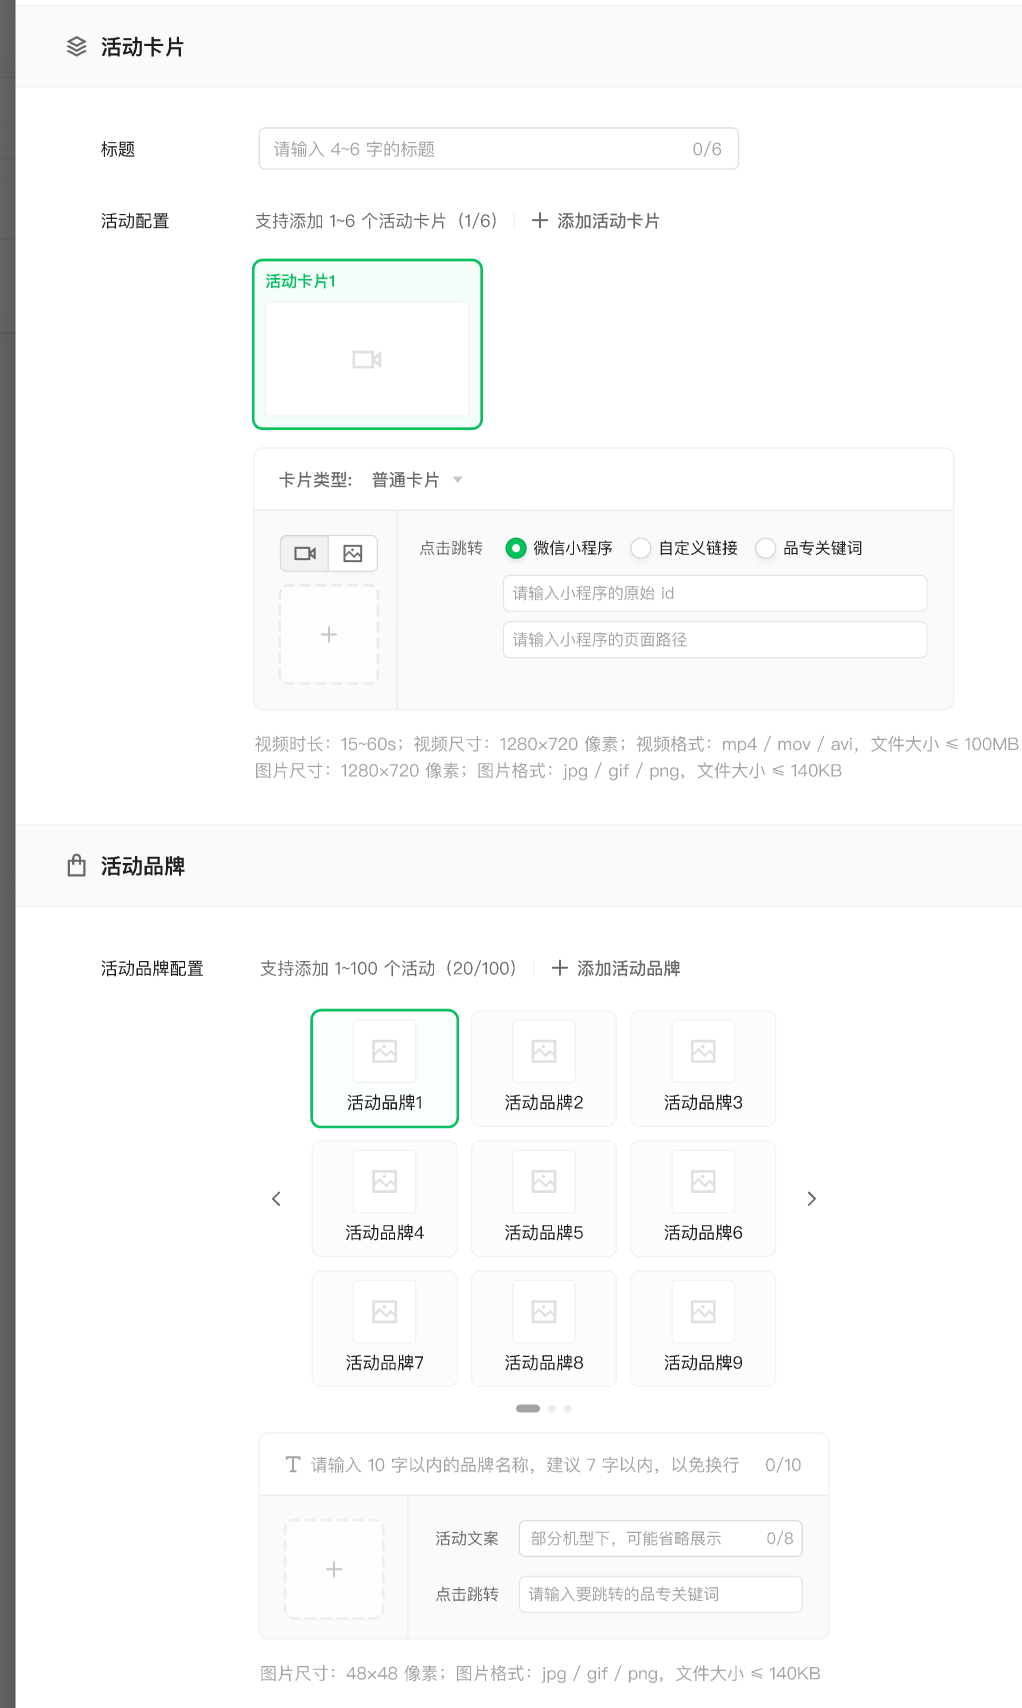 活动卡片
标题
请输入 4~6 字的标题 0/6
活动配置 支持添加 1~6 个活动卡片（1/6） 添加活动卡片
活动卡片1
卡片类型: 普通卡片
点击跳转 微信小程序 自定义链接 品专关键词
请输入小程序的原始 id
请输入小程序的页面路径
视频时长：15~60s；视频尺寸：1280×720 像素；视频格式：mp4 / mov / avi，文件大小 ≤ 100MB
图片尺寸：1280×720 像素；图片格式：jpg / gif / png，文件大小 ≤ 140KB
活动品牌
活动品牌配置 支持添加 1~100 个活动（20/100） 添加活动品牌
活动品牌1 活动品牌2 活动品牌3
活动品牌4 活动品牌5 活动品牌6
活动品牌7 活动品牌8 活动品牌9
请输入 10 字以内的品牌名称，建议 7 字以内，以免换行 0/10
活动文案 部分机型下，可能省略展示 0/8
点击跳转 请输入要跳转的品专关键词
图片尺寸：48×48 像素；图片格式：jpg / gif / png，文件大小 ≤ 140KB